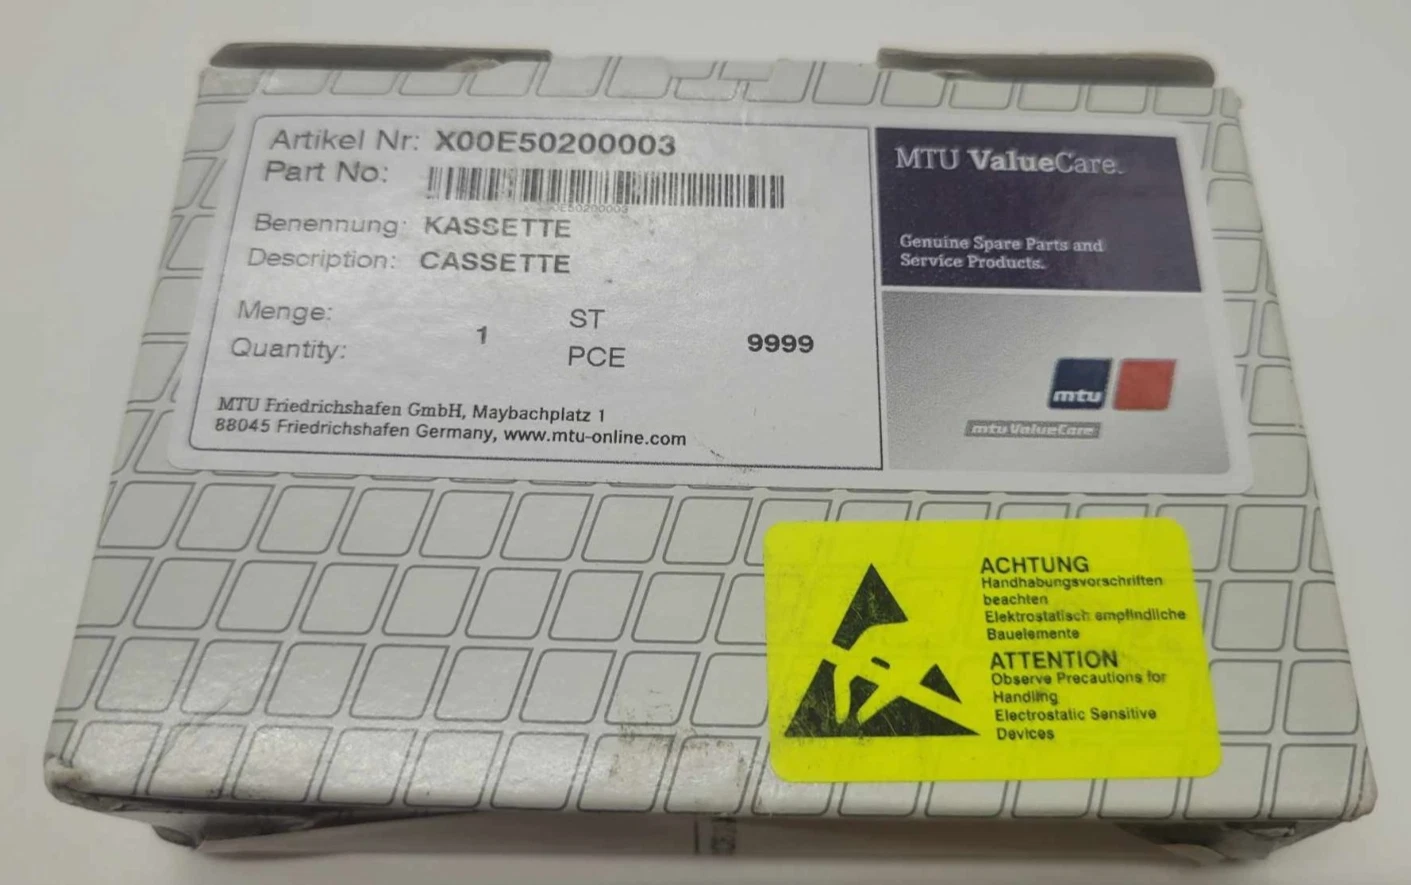 Artikel Nr: X00E50200003
Part No:
Benennung: KASSETTE
Description: CASSETTE
Menge: ST
1 9999
Quantity: PCE
MTU Friedrichshafen GmbH, Maybachplatz 1
88045 Friedrichshafen Germany, www.mtu-online.com
MTU ValueCare.
Genuine Spare Parts and
Service Products.
mtu
mtu ValueCare
ACHTUNG
Handhabungsvorschriften
beachten
Elektrostatisch empfindliche
Bauelemente
ATTENTION
Observe Precautions for
Handling
Electrostatic Sensitive
Devices